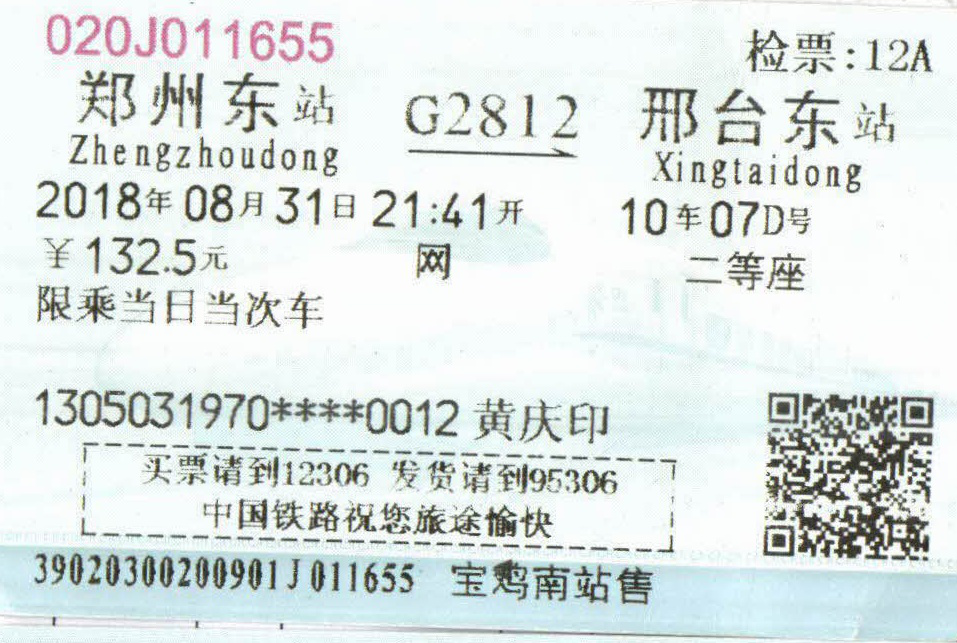 020J011655
检票:12A
郑州东站 G2812 邢台东站
Zhengzhoudong Xingtaidong
2018年08月31日 21:41开 10车07D号
¥132.5元 网 二等座
限乘当日当次车
1305031970****0012 黄庆印
买票请到12306 发货请到95306
中国铁路祝您旅途愉快
39020300200901J011655 宝鸡南站售